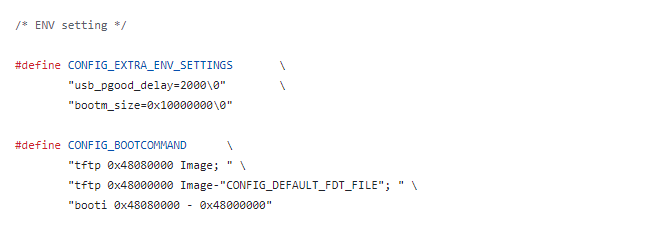 /* ENV setting */
#define CONFIG_EXTRA_ENV_SETTINGS \
"usb_pgood_delay=2000\0" \
"bootm_size=0x10000000\0"
#define CONFIG_BOOTCOMMAND \
"tftp 0x48080000 Image; " \
"tftp 0x48000000 Image-"CONFIG_DEFAULT_FDT_FILE"; " \
"booti 0x48080000 - 0x48000000"